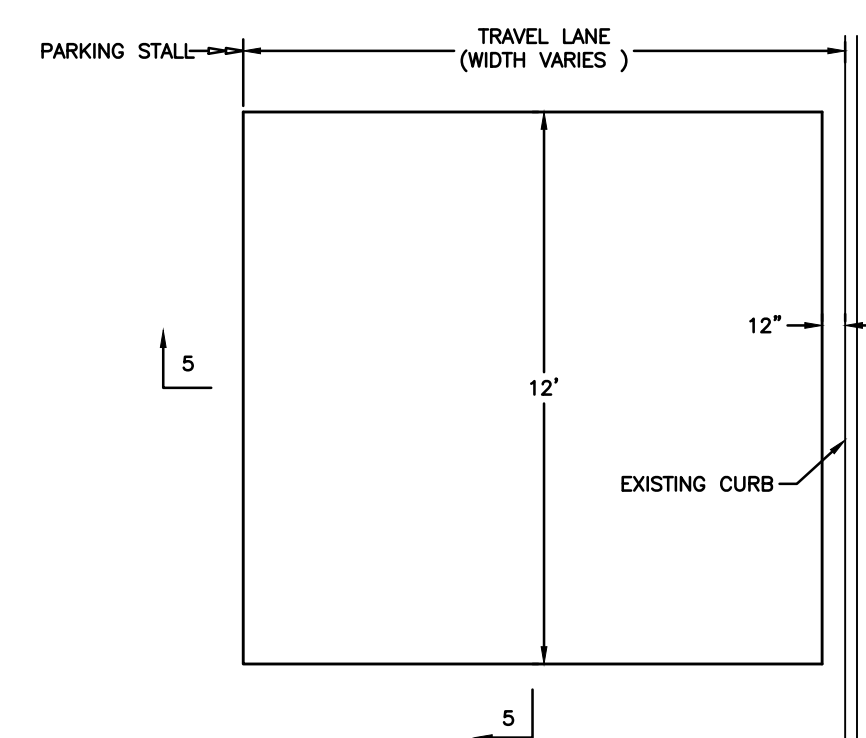 PARKING STALL
TRAVEL LANE
(WIDTH VARIES )
12"
5
12'
EXISTING CURB
5